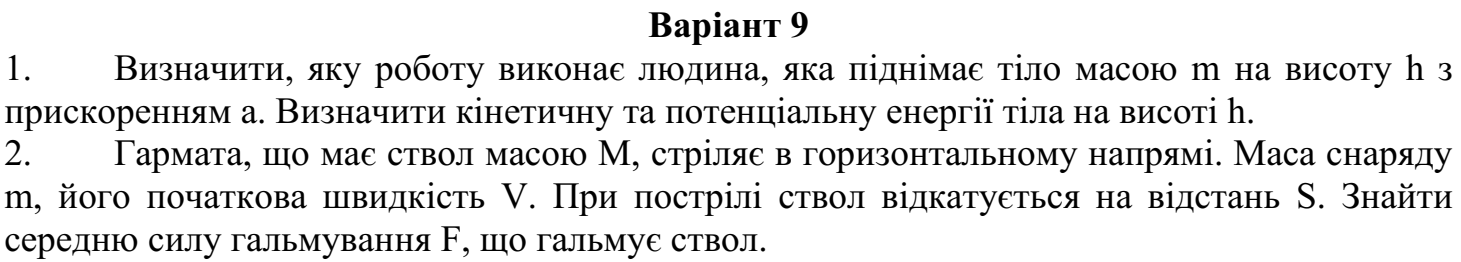 Варіант 9
1. Визначити, яку роботу виконає людина, яка піднімає тіло масою m на висоту h з
прискоренням a. Визначити кінетичну та потенціальну енергії тіла на висоті h.
2. Гармата, що має ствол масою M, стріляє в горизонтальному напрямі. Маса снаряду
m, його початкова швидкість V. При пострілі ствол відкатується на відстань S. Знайти
середню силу гальмування F, що гальмує ствол.